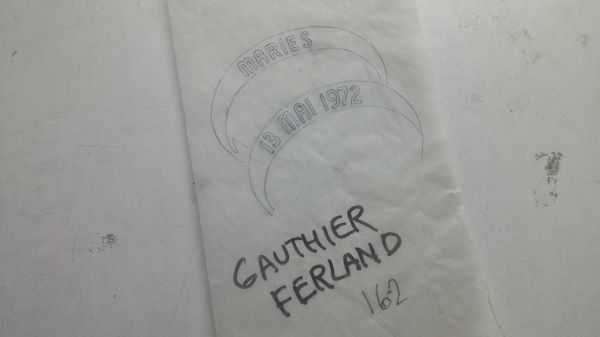 MARIES
13 MAI 1972
GAUTHIER
FERLAND
162